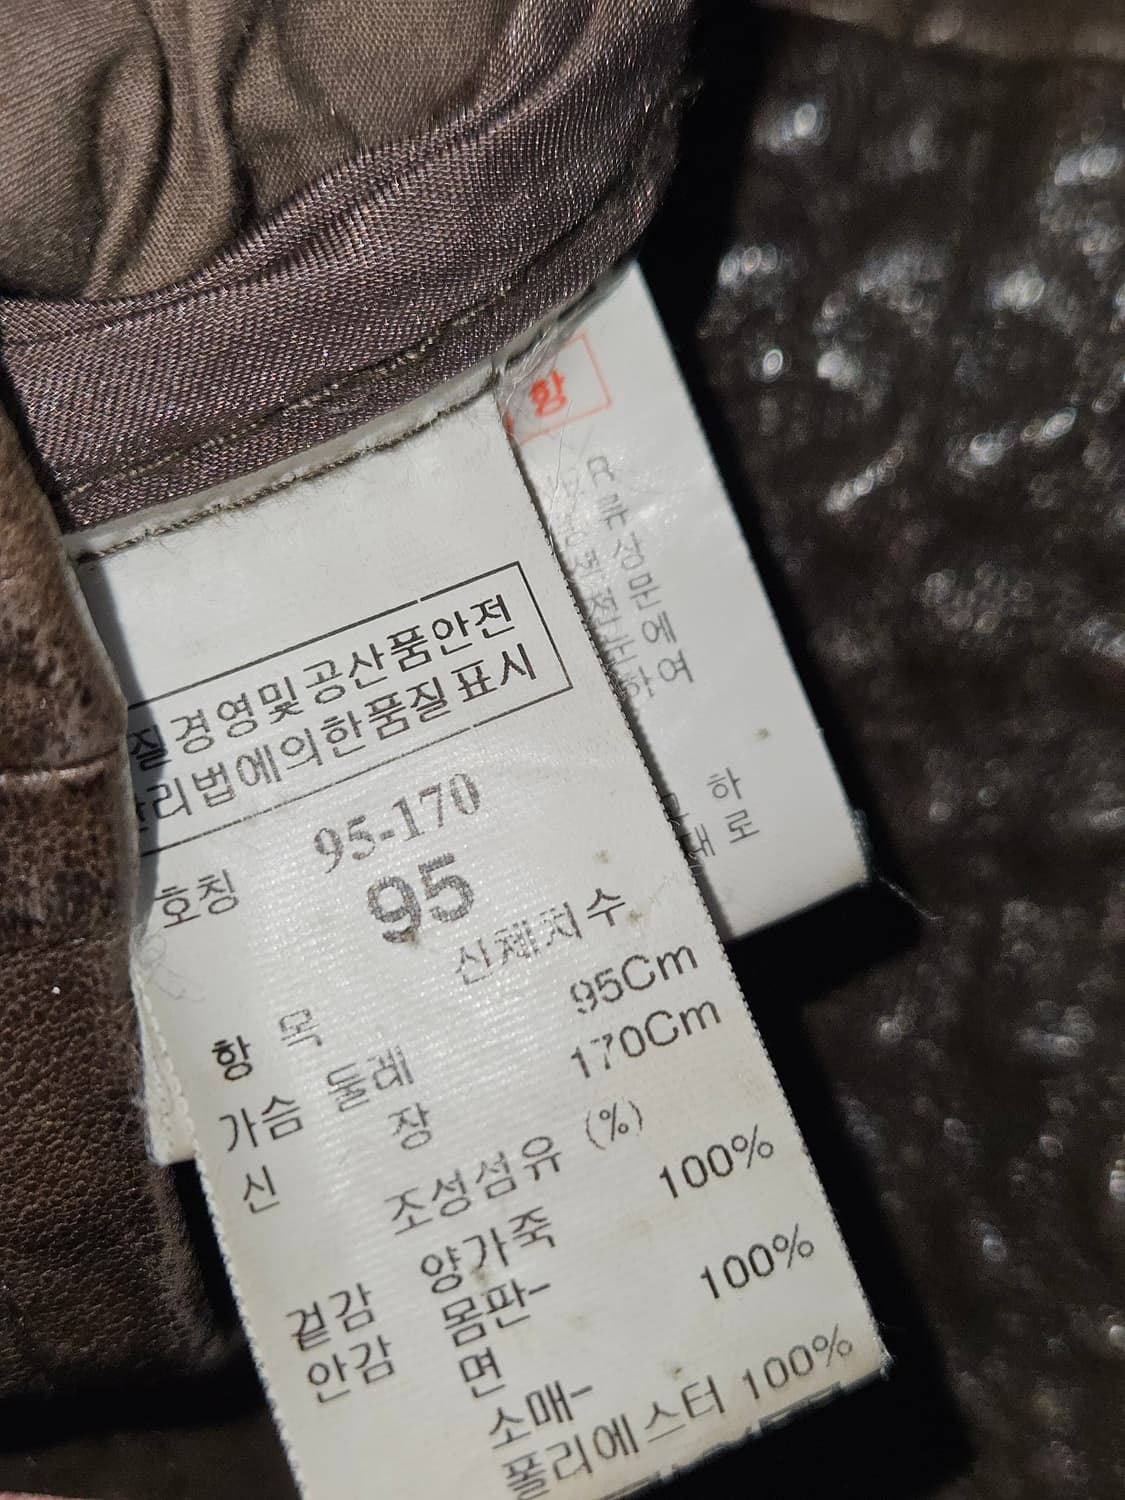 질경영및공산품안전
리법에의한품질표시
호칭 95-170
95
신체치수
항 목
가슴 둘레 95Cm
신 장 170Cm
조성섬유 (%)
겉감 양가죽 100%
안감 몸판-
면 100%
소매-
폴리에스터 100%
항
R
류 상 문 에 여
하
로